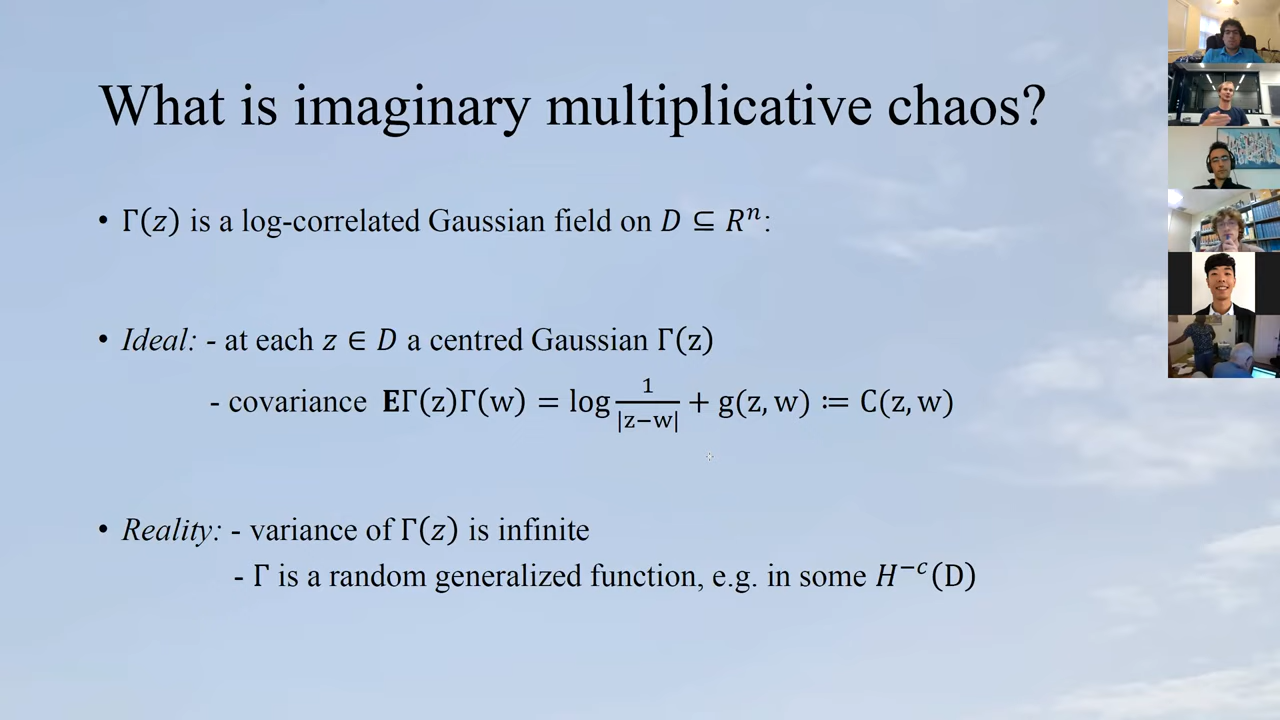 What is imaginary multiplicative chaos?
• Γ(z) is a log-correlated Gaussian field on D ⊆ Rⁿ:
• Ideal: - at each z ∈ D a centred Gaussian Γ(z)
- covariance EΓ(z)Γ(w) = log 1/|z−w| + g(z, w) ≔ C(z, w)
• Reality: - variance of Γ(z) is infinite
- Γ is a random generalized function, e.g. in some H⁻ᶜ(D)